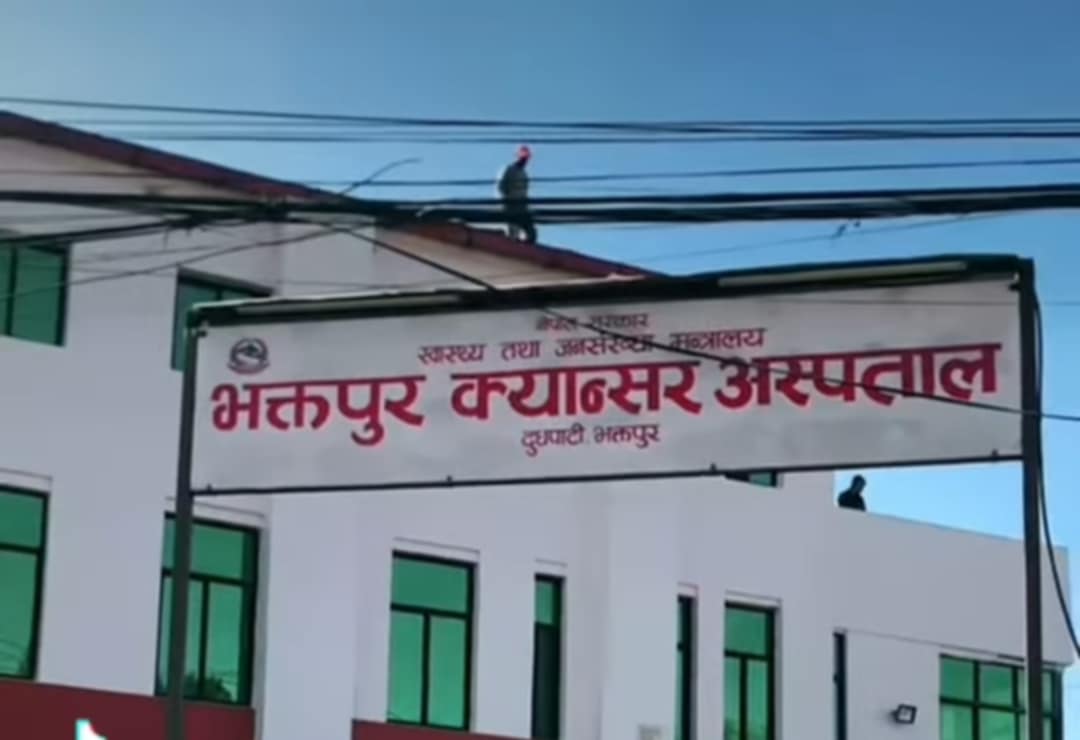 नेपाल सरकार
स्वास्थ्य तथा जनसंख्या मन्त्रालय
भक्तपुर क्यान्सर अस्पताल
दुधपाटी, भक्तपुर